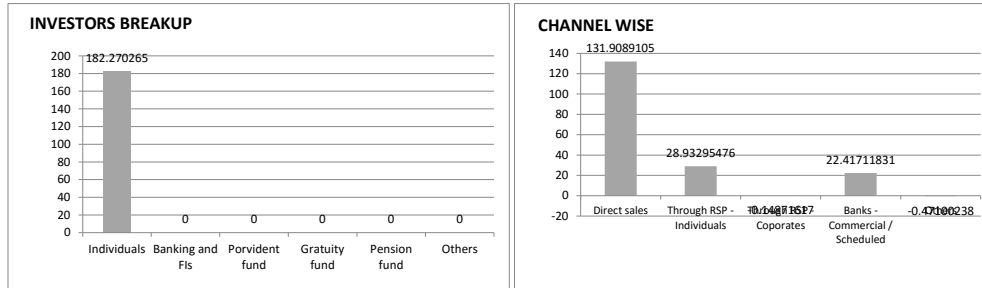 INVESTORS BREAKUP
200
182.270265
180
160
140
120
100
80
60
40
20
0
0
0
0
0
0
Individuals
Banking and
FIs
Porvident
fund
Gratuity
fund
Pension
fund
Others
CHANNEL WISE
140
131.9089105
120
100
80
60
40
28.93295476
22.41711831
20
0
-20
Direct sales
Through RSP -
Individuals
Coporates
Banks -
Commercial /
Scheduled